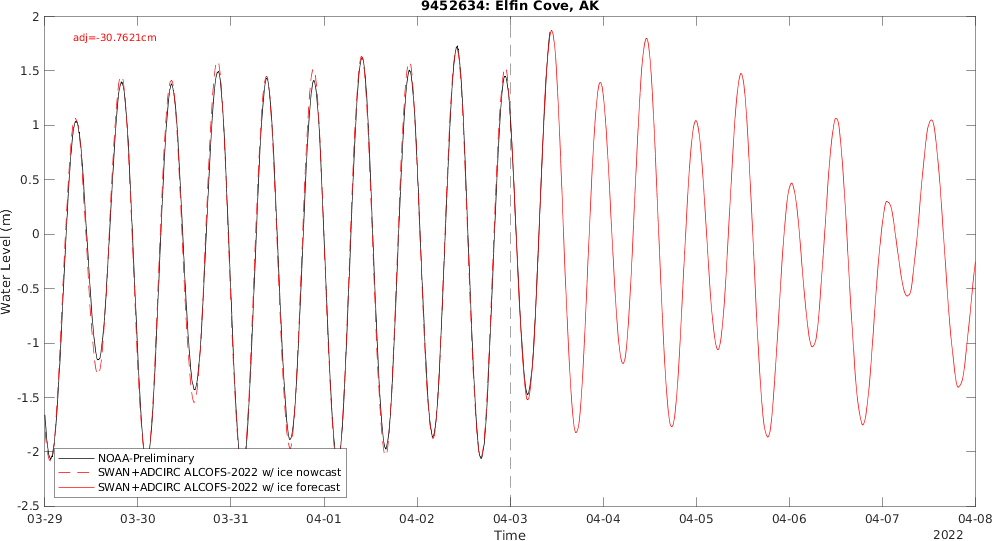 9452634: Elfin Cove, AK
adj=-30.7621cm
2
1.5
1
0.5
0
-0.5
-1
-1.5
-2
-2.5
Water Level (m)
NOAA-Preliminary
SWAN+ADCIRC ALCOFS-2022 w/ ice nowcast
SWAN+ADCIRC ALCOFS-2022 w/ ice forecast
03-29 03-30 03-31 04-01 04-02 04-03 04-04 04-05 04-06 04-07 04-08
Time
2022